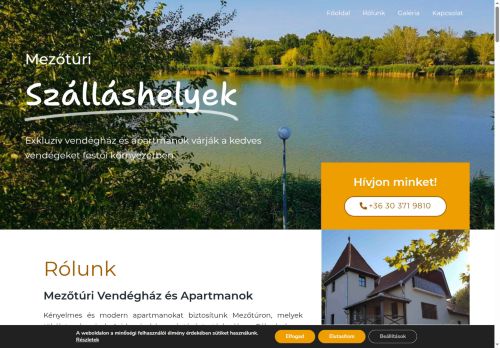 Főoldal Rólunk Galéria Kapcsolat
Mezőtúri
Szálláshelyek
Exkluzív vendégház és apartmanok várják a kedves
vendégeket festői környezetben
Hívjon minket!
+36 30 371 9810
Rólunk
Mezőtúri Vendégház és Apartmanok
Kényelmes és modern apartmanokat biztosítunk Mezőtúron, melyek
A weboldalon a minőségi felhasználói élmény érdekében sütiket használunk.
Részletek
Elfogad
Elutasítom
Beállítások